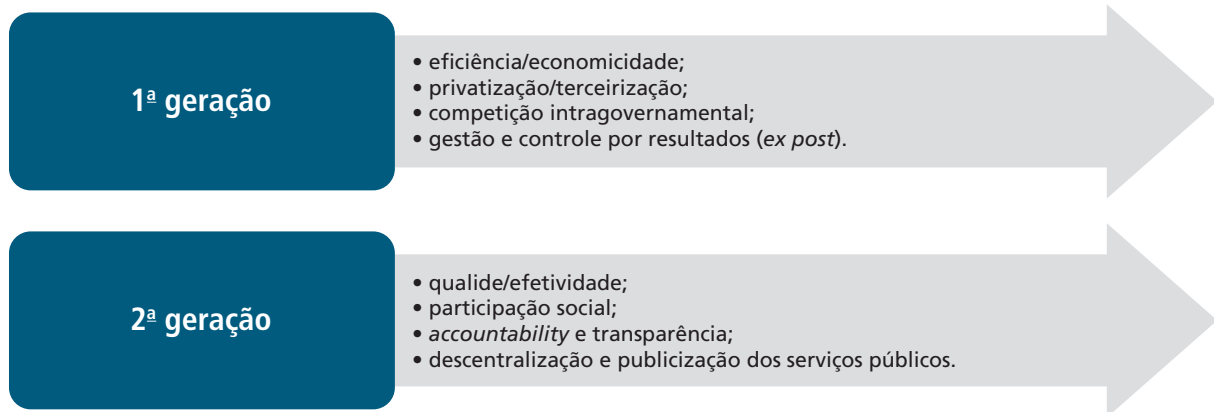 1ª geração
• eficiência/economicidade;
• privatização/terceirização;
• competição intragovernamental;
• gestão e controle por resultados (ex post).
2ª geração
• qualide/efetividade;
• participação social;
• accountability e transparência;
• descentralização e publicização dos serviços públicos.